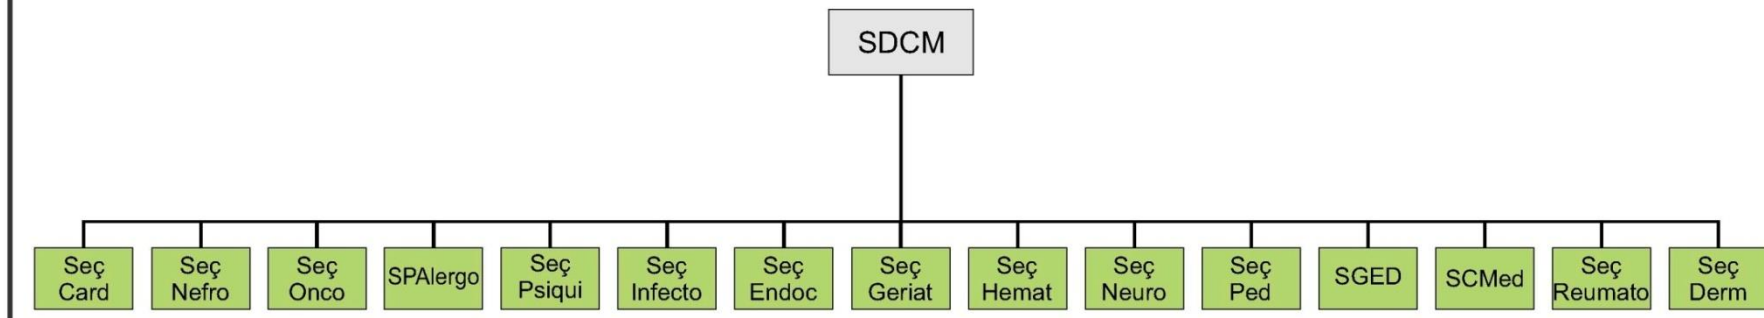 SDCM
Seç
Card
Seç
Nefro
Seç
Onco
SPAlergo
Seç
Psiqui
Seç
Infecto
Seç
Endoc
Seç
Geriat
Seç
Hemat
Seç
Neuro
Seç
Ped
SGED
SCMed
Seç
Reumato
Seç
Derm